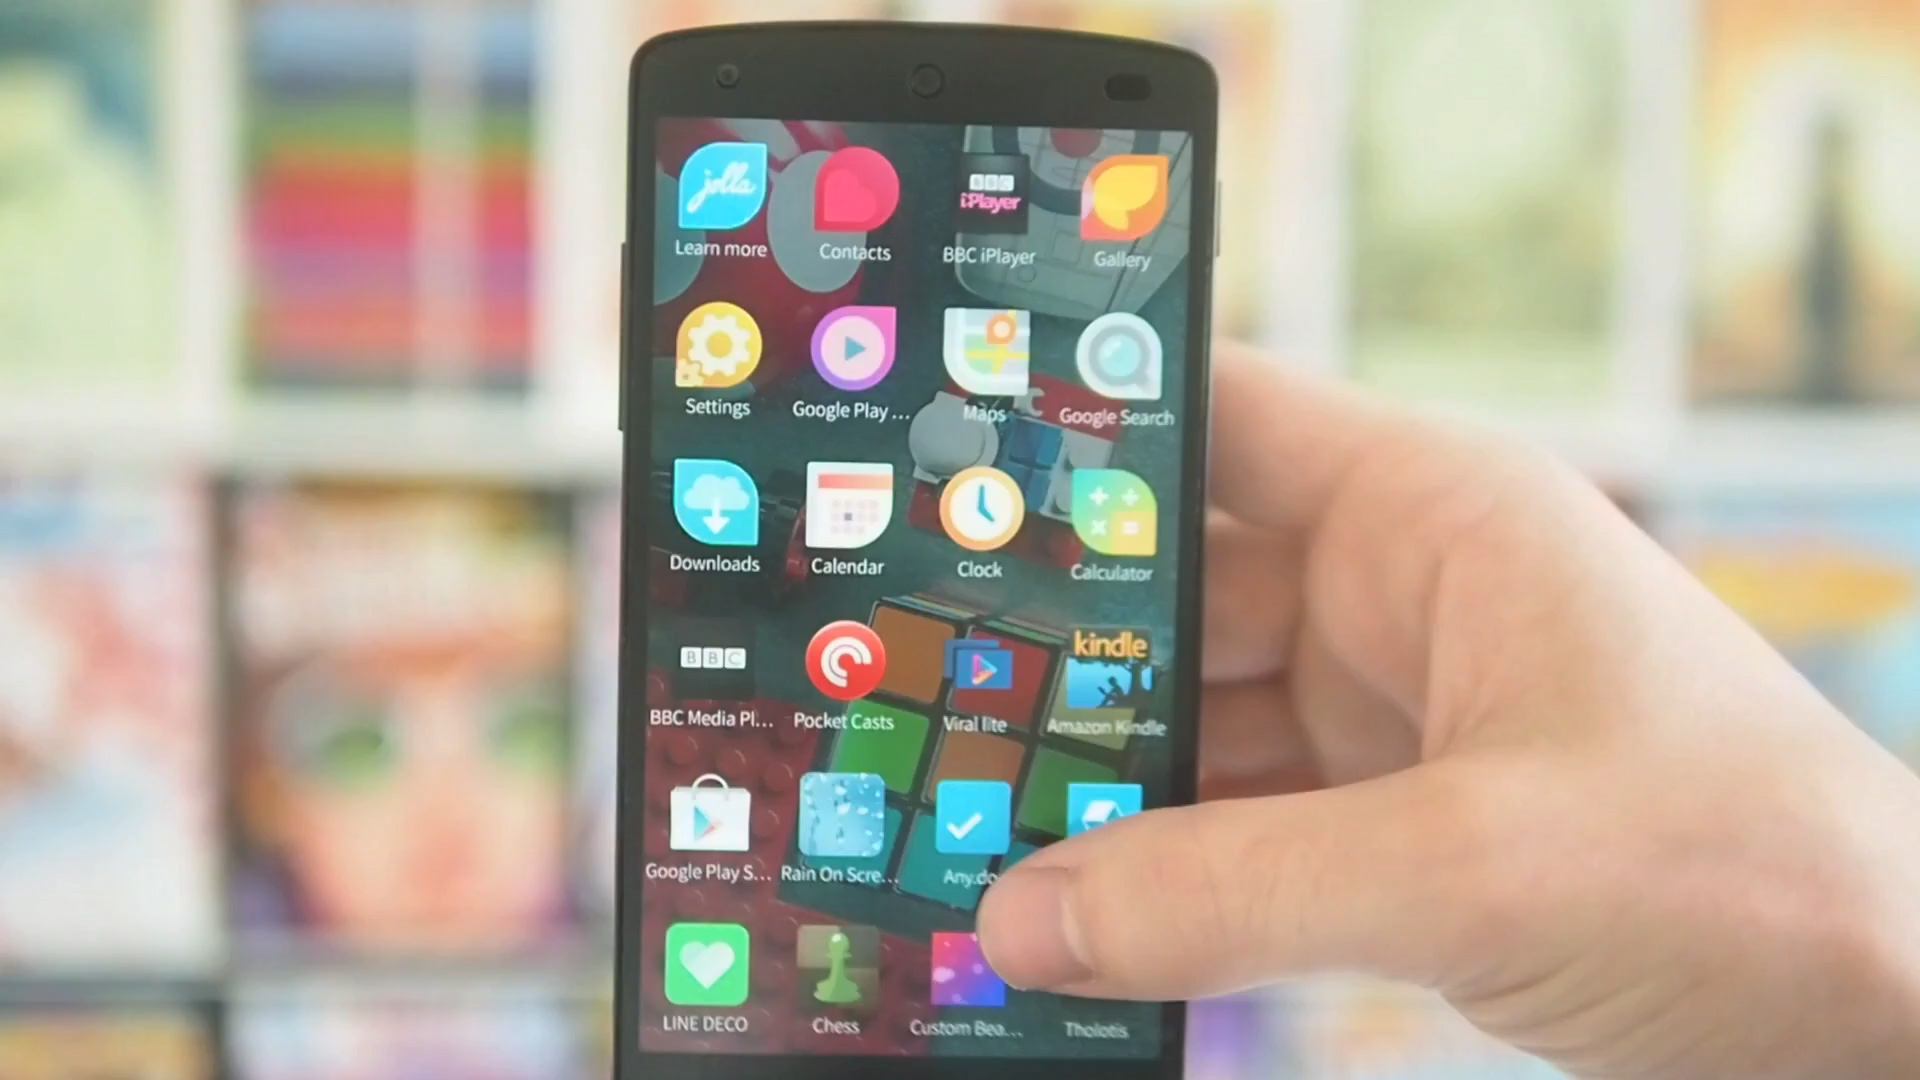 jolla
BBC
iPlayer
Learn more
Contacts
BBC iPlayer
Gallery
Settings
Google Play ...
Maps
Google Search
Downloads
Calendar
Clock
Calculator
kindle
BBC
BBC Media Pl...
Pocket Casts
Viral lite
Amazon Kindle
Google Play S...
Rain On Scre...
Any.do
LINE DECO
Chess
Custom Bea...
Tholotis